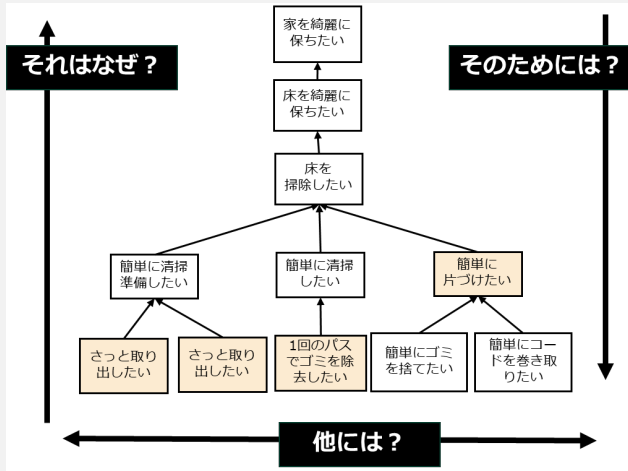 家を綺麗に
保ちたい
それはなぜ？
そのためには？
床を綺麗に
保ちたい
床を
掃除したい
簡単に清掃
準備したい
簡単に清掃
したい
簡単に
片づけたい
さっと取り
出したい
さっと取り
出したい
1回のパス
でゴミを除
去したい
簡単にゴミ
を捨てたい
簡単にコー
ドを巻き取
りたい
他には？